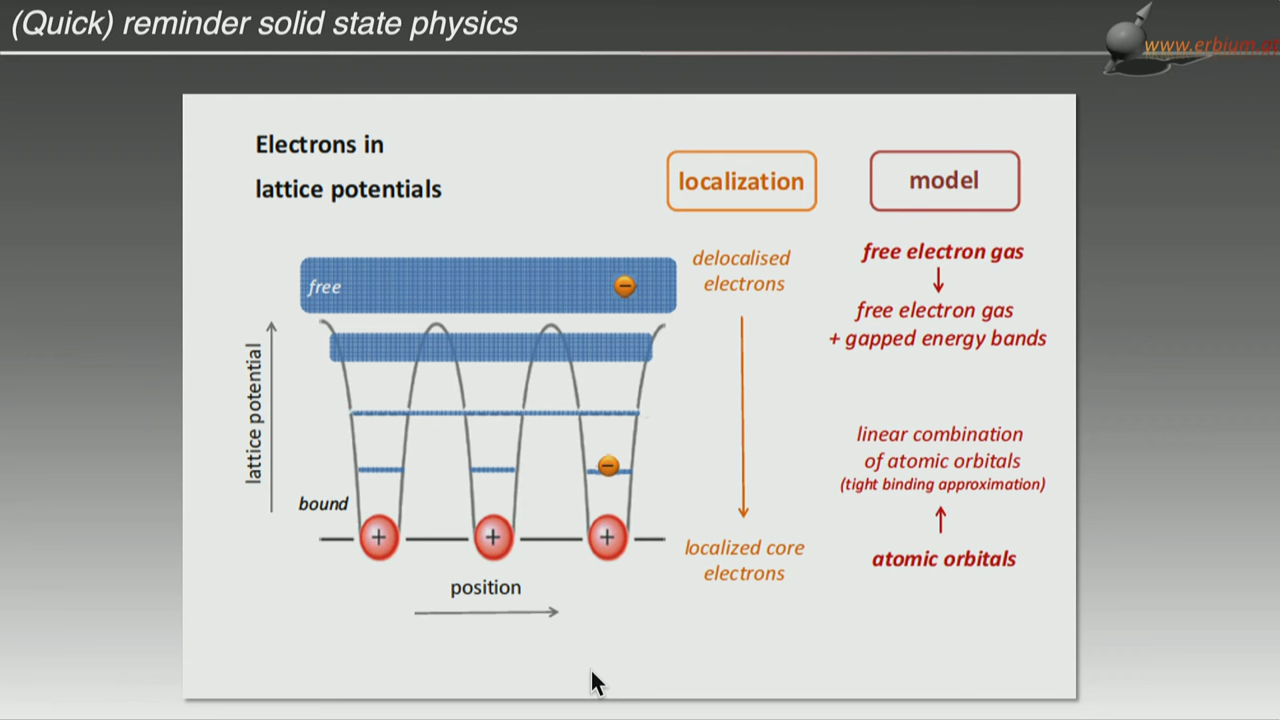 (Quick) reminder solid state physics
www.erbium.at
Electrons in
lattice potentials
localization
model
free
lattice potential
bound
position
delocalised
electrons
localized core
electrons
free electron gas
free electron gas
+ gapped energy bands
linear combination
of atomic orbitals
(tight binding approximation)
atomic orbitals
−
−
+
+
+